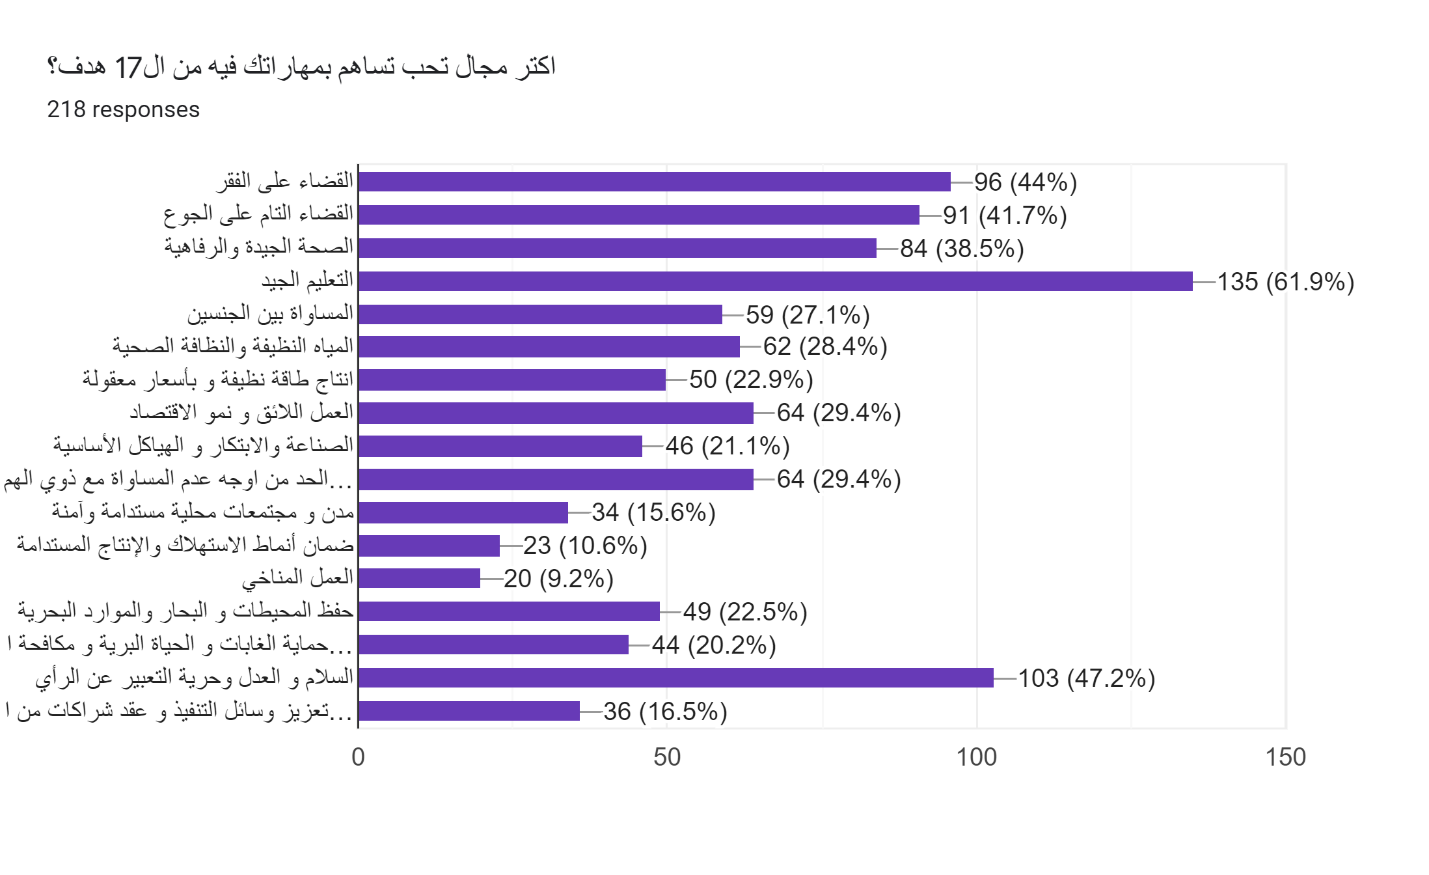 اكتر مجال تحب تساهم بمهاراتك فيه من ال17 هدف؟
218 responses
القضاء على الفقر 96 (44%)
القضاء التام على الجوع 91 (41.7%)
الصحة الجيدة والرفاهية 84 (38.5%)
التعليم الجيد 135 (61.9%)
المساواة بين الجنسين 59 (27.1%)
المياه النظيفة والنظافة الصحية 62 (28.4%)
انتاج طاقة نظيفة و بأسعار معقولة 50 (22.9%)
العمل اللائق و نمو الاقتصاد 64 (29.4%)
الصناعة والابتكار و الهياكل الأساسية 46 (21.1%)
الحد من اوجه عدم المساواة مع ذوي الهم… 64 (29.4%)
مدن و مجتمعات محلية مستدامة وآمنة 34 (15.6%)
ضمان أنماط الاستهلاك والإنتاج المستدامة 23 (10.6%)
العمل المناخي 20 (9.2%)
حفظ المحيطات و البحار والموارد البحرية 49 (22.5%)
حماية الغابات و الحياة البرية و مكافحة ا… 44 (20.2%)
السلام و العدل وحرية التعبير عن الرأي 103 (47.2%)
تعزيز وسائل التنفيذ و عقد شراكات من ا… 36 (16.5%)
0 50 100 150